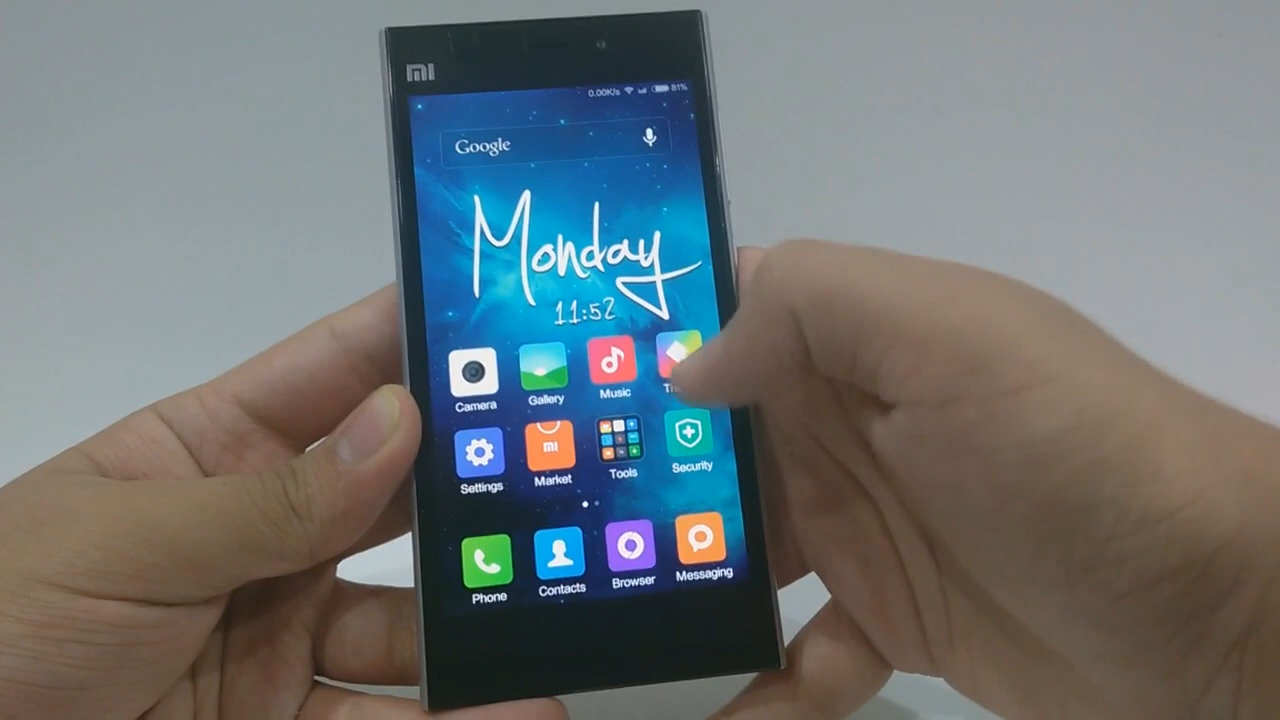 MI
0.00K/s 81%
Google
Monday
11:52
Camera Gallery Music
mi
Settings Market Tools Security
Phone Contacts Browser Messaging